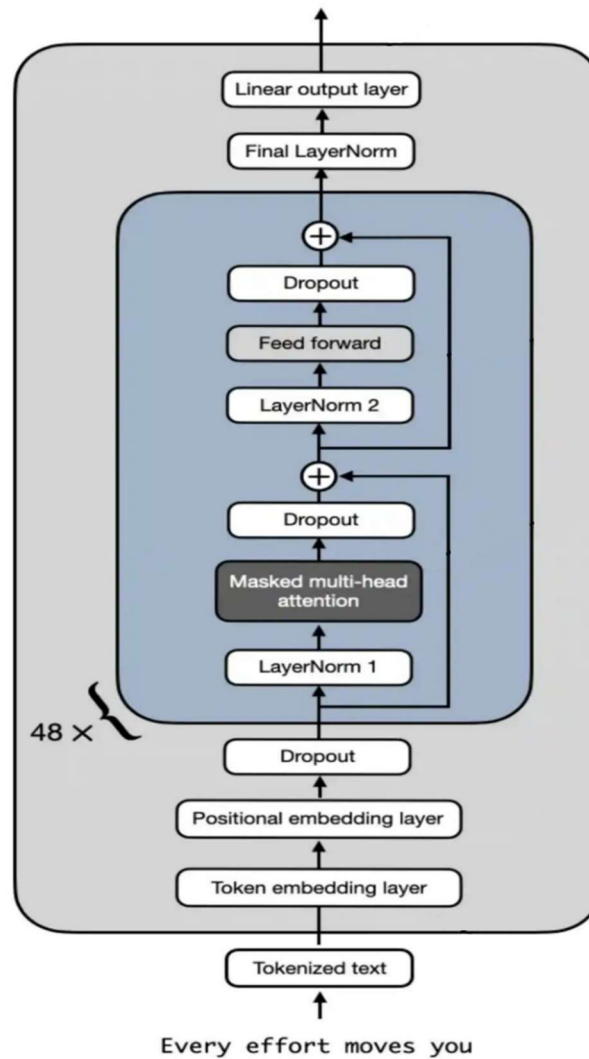 Linear output layer
Final LayerNorm
Dropout
Feed forward
LayerNorm 2
Dropout
Masked multi-head
attention
LayerNorm 1
48 ×
Dropout
Positional embedding layer
Token embedding layer
Tokenized text
Every effort moves you